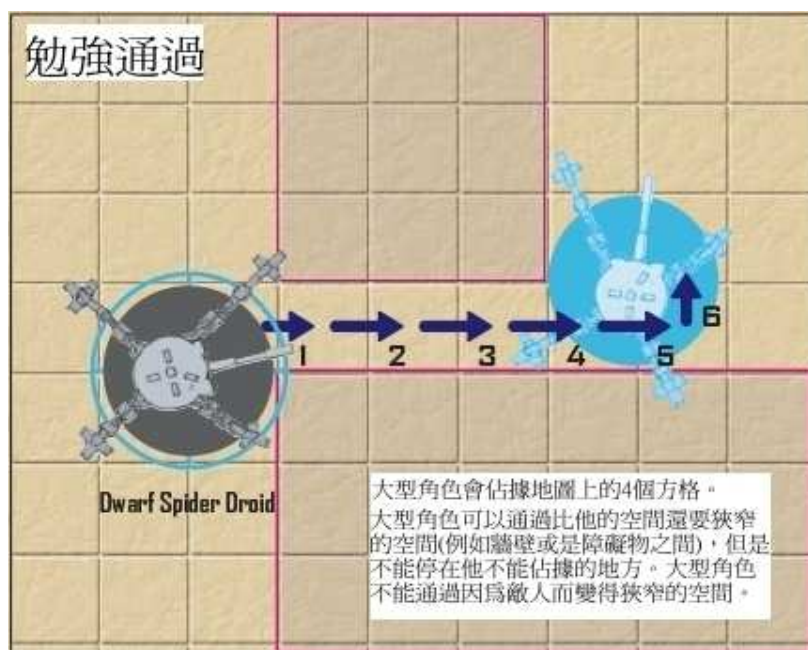 勉強通過
1 2 3 4 5 6
Dwarf Spider Droid
大型角色會佔據地圖上的4個方格。
大型角色可以通過比他的空間還要狹窄
的空間(例如牆壁或是障礙物之間)，但是
不能停在他不能佔據的地方。大型角色
不能通過因爲敵人而變得狹窄的空間。